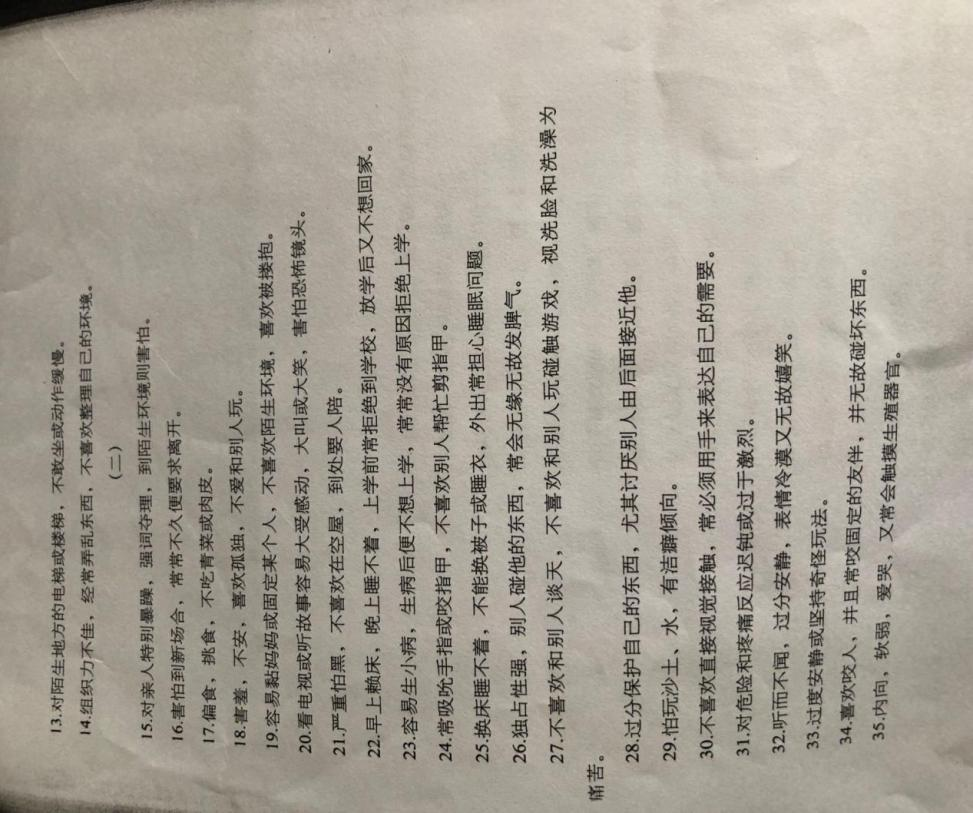 13.对陌生地方的电梯或楼梯，不敢坐或动作缓慢。
14.组织力不佳，经常弄乱东西，不喜欢整理自己的环境。
（二）
15.对亲人特别暴躁，强词夺理，到陌生环境则害怕。
16.害怕到新场合，常常不久便要求离开。
17.偏食，挑食，不吃青菜或肉皮。
18.害羞，不安，喜欢孤独，不爱和别人玩。
19.容易黏妈妈或固定某个人，不喜欢陌生环境，喜欢被搂抱。
20.看电视或听故事容易大受感动，大叫或大笑，害怕恐怖镜头。
21.严重怕黑，不喜欢在空屋，到处要人陪。
22.早上赖床，晚上睡不着，上学前常拒绝到学校，放学后又不想回家。
23.容易生小病，生病后便不想上学，常常没有原因拒绝上学。
24.常吸吮手指或咬指甲，不喜欢别人帮忙剪指甲。
25.换床睡不着，不能换被子或睡衣，外出常担心睡眠问题。
26.独占性强，别人碰他的东西，常会无缘无故发脾气。
27.不喜欢和别人谈天，不喜欢和别人玩碰触游戏，视洗脸和洗澡为
痛苦。
28.过分保护自己的东西，尤其讨厌别人由后面接近他。
29.怕玩沙土、水，有洁癖倾向。
30.不喜欢直接视觉接触，常必须用手来表达自己的需要。
31.对危险和疼痛反应迟钝或过于激烈。
32.听而不闻，过分安静，表情冷漠又无故嬉笑。
33.过度安静或坚持奇怪玩法。
34.喜欢咬人、并且常咬固定的友伴，并无故碰坏东西。
35.内向，软弱，爱哭，又常会触摸生殖器官。